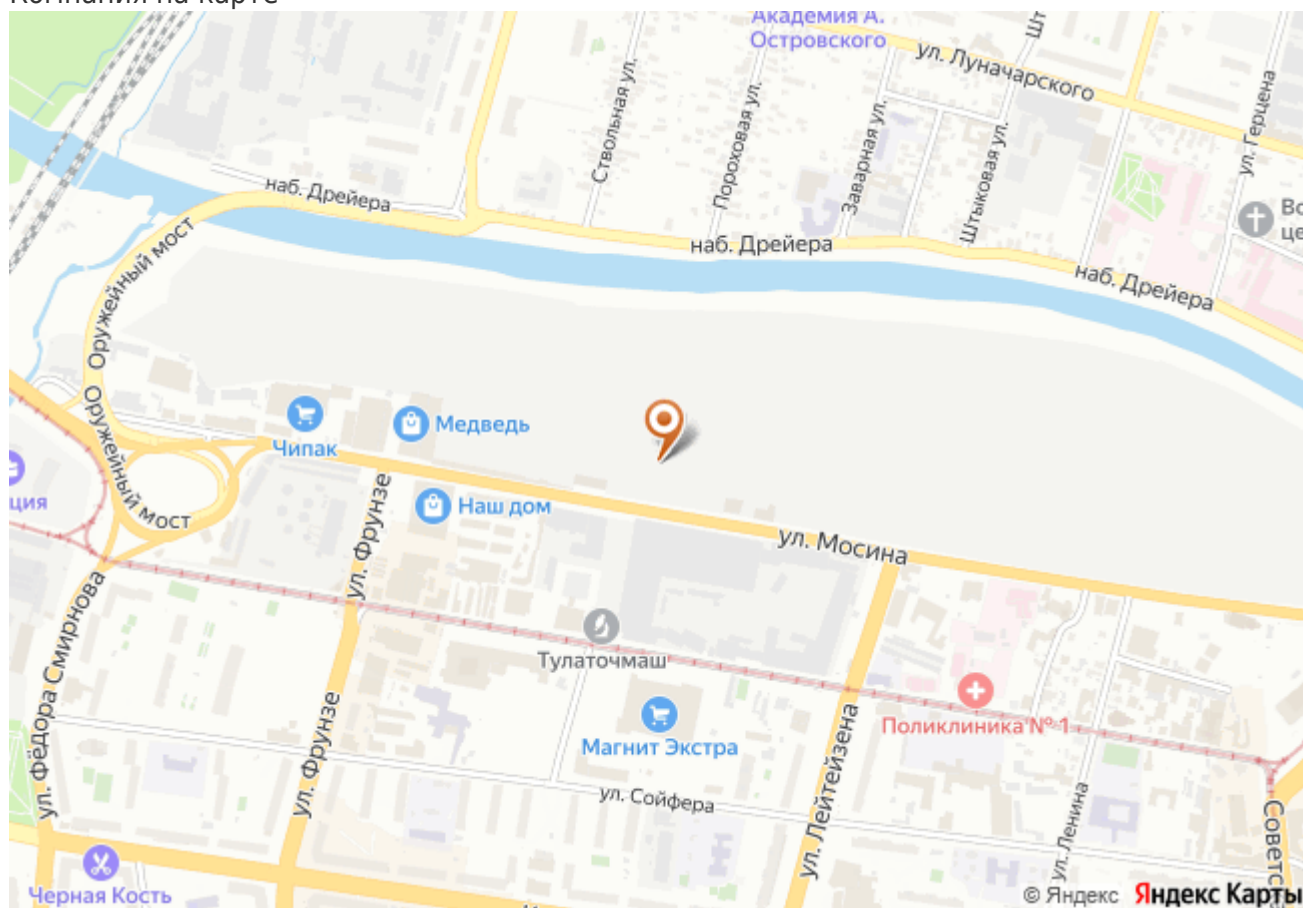 Компания на карте
Академия А.
Островского
ул. Луначарского
Ствольная ул.
Пороховая ул.
Заварная ул.
Штыковая ул.
ул. Герцена
наб. Дрейера
наб. Дрейера
наб. Дрейера
Оружейный мост
Оружейный мост
Чипак
Медведь
Наш дом
ция
ул. Мосина
ул. Фрунзе
Тулаточмаш
ул. Фёдора Смирнова
ул. Фрунзе
Магнит Экстра
Поликлиника № 1
ул. Лейтейзена
ул. Сойфера
ул. Ленина
Советс
Черная Кость
© Яндекс Яндекс Карты